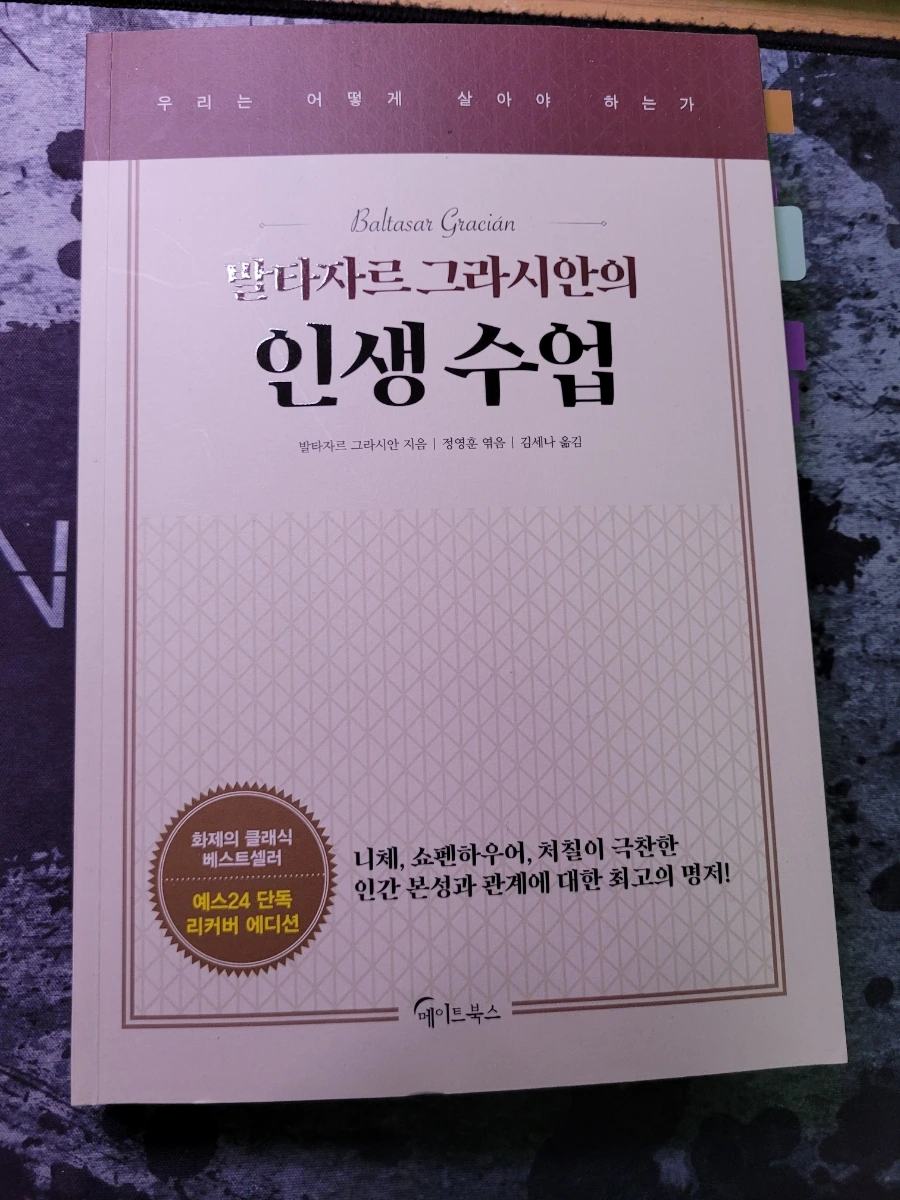 우리는 어떻게 살아야 하는가
Baltasar Gracián
발타자르 그라시안의
인생 수업
발타자르 그라시안 지음 | 정영훈 엮음 | 김세나 옮김
화제의 클래식
베스트셀러
예스24 단독
리커버 에디션
니체, 쇼펜하우어, 처칠이 극찬한
인간 본성과 관계에 대한 최고의 명저!
메이트북스
N